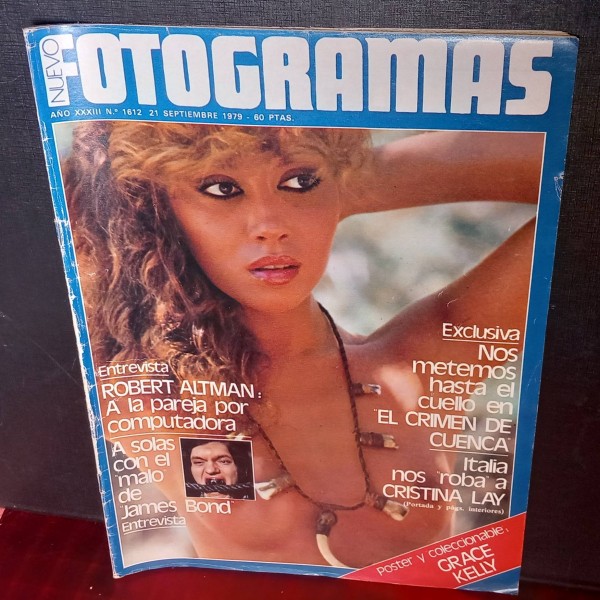 NUEVO
FOTOGRAMAS
AÑO XXXIII N.º 1612 21 SEPTIEMBRE 1979 - 60 PTAS.
Entrevista
ROBERT ALTMAN:
A la pareja por
computadora
A solas
con el
"malo"
de
"James Bond"
Entrevista
Exclusiva
Nos
metemos
hasta el
cuello en
"EL CRIMEN DE
CUENCA"
Italia
nos "roba" a
CRISTINA LAY
(Portada y págs. interiores)
Poster y coleccionable:
GRACE
KELLY